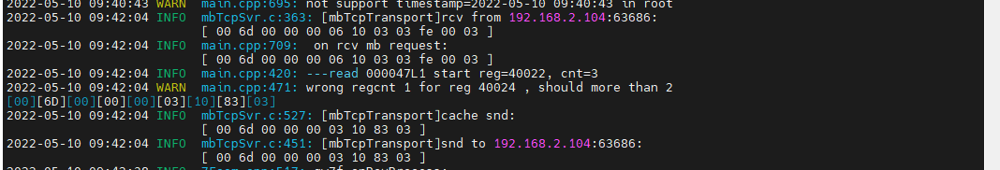 2022-05-10 09:40:43 WARN main.cpp:695: not support timestamp=2022-05-10 09:40:43 in root
2022-05-10 09:42:04 INFO mbTcpSvr.c:363: [mbTcpTransport]rcv from 192.168.2.104:63686:
[ 00 6d 00 00 00 06 10 03 03 fe 00 03 ]
2022-05-10 09:42:04 INFO main.cpp:709: on rcv mb request:
[ 00 6d 00 00 00 06 10 03 03 fe 00 03 ]
2022-05-10 09:42:04 INFO main.cpp:420: ---read 000047L1 start reg=40022, cnt=3
2022-05-10 09:42:04 WARN main.cpp:471: wrong regcnt 1 for reg 40024 , should more than 2
[00][6D][00][00][00][03][10][83][03]
2022-05-10 09:42:04 INFO mbTcpSvr.c:527: [mbTcpTransport]cache snd:
[ 00 6d 00 00 00 03 10 83 03 ]
2022-05-10 09:42:04 INFO mbTcpSvr.c:451: [mbTcpTransport]snd to 192.168.2.104:63686:
[ 00 6d 00 00 00 03 10 83 03 ]